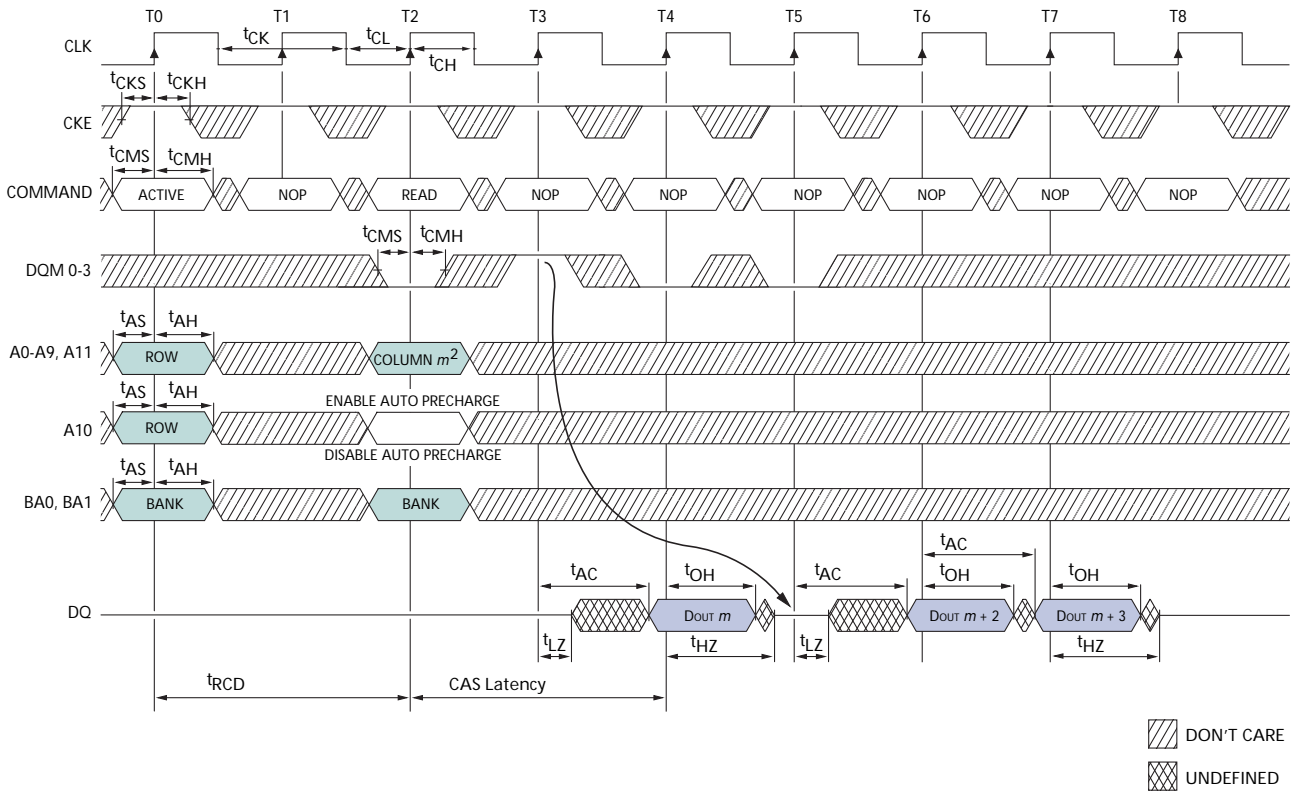 T0 T1 T2 T3 T4 T5 T6 T7 T8
CLK tCK tCL tCH
tCKS tCKH
CKE
tCMS tCMH
COMMAND ACTIVE NOP READ NOP NOP NOP NOP NOP NOP
tCMS tCMH
DQM 0-3
tAS tAH
A0-A9, A11 ROW COLUMN m2
tAS tAH ENABLE AUTO PRECHARGE
A10 ROW
DISABLE AUTO PRECHARGE
tAS tAH
BA0, BA1 BANK BANK
tAC
tAC tOH tAC tOH tOH
DQ DOUT m DOUT m + 2 DOUT m + 3
tLZ tHZ tLZ tHZ
tRCD CAS Latency
DON'T CARE
UNDEFINED